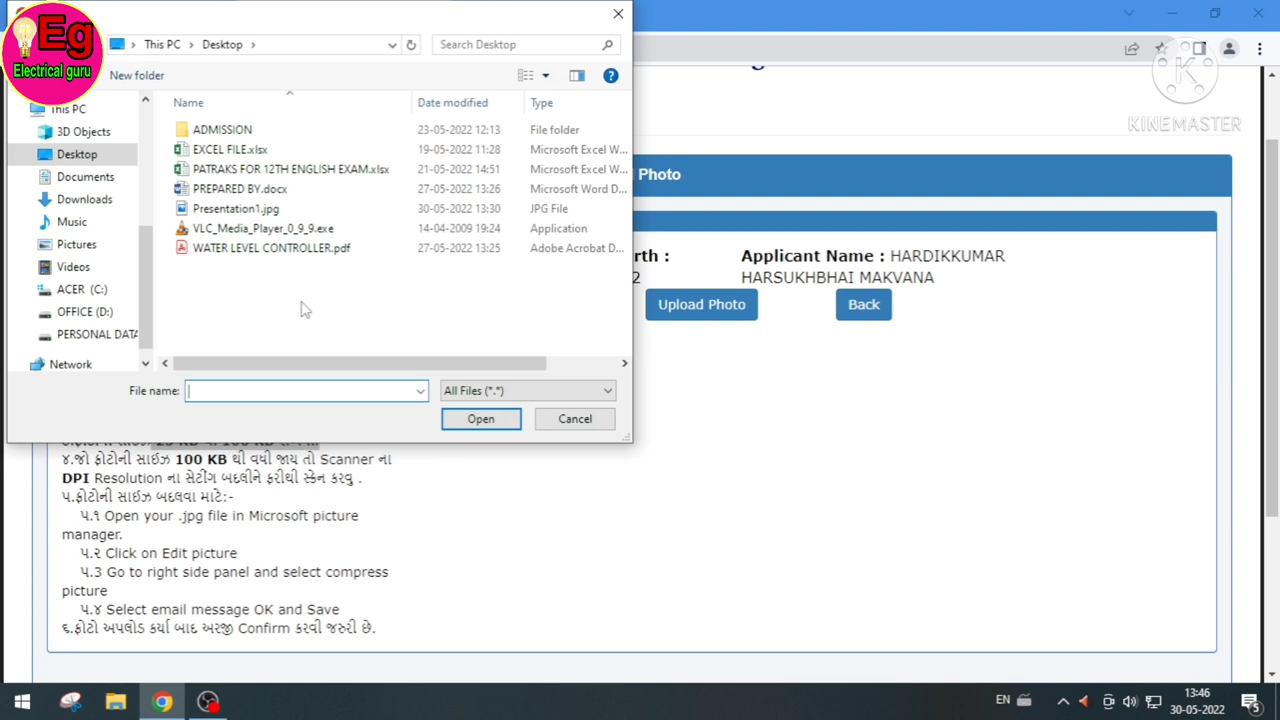 Eg
Electrical guru
This PC > Desktop >
Search Desktop
New folder
KINEMASTER
This PC
3D Objects
Desktop
Documents
Downloads
Music
Pictures
Videos
ACER (C:)
OFFICE (D:)
PERSONAL DATA
Network
Name Date modified Type
ADMISSION 23-05-2022 12:13 File folder
EXCEL FILE.xlsx 19-05-2022 11:28 Microsoft Excel W...
PATRAKS FOR 12TH ENGLISH EXAM.xlsx 21-05-2022 14:51 Microsoft Excel W...
PREPARED BY.docx 27-05-2022 13:26 Microsoft Word D...
Presentation1.jpg 30-05-2022 13:30 JPG File
VLC_Media_Player_0_9_9.exe 14-04-2009 19:24 Application
WATER LEVEL CONTROLLER.pdf 27-05-2022 13:25 Adobe Acrobat D...
File name: All Files (*.*)
Open Cancel
d Photo
rth : Applicant Name : HARDIKKUMAR
2 HARSUKHBHAI MAKVANA
Upload Photo Back
૪.જો ફોટોની સાઈઝ 100 KB થી વધી જાય તો Scanner ના
DPI Resolution ના સેટીંગ બદલીને ફરીથી સ્કેન કરવુ .
૫.ફોટોની સાઈઝ બદલવા માટે:-
૫.૧ Open your .jpg file in Microsoft picture
manager.
૫.૨ Click on Edit picture
૫.૩ Go to right side panel and select compress
picture
૫.૪ Select email message OK and Save
૬.ફોટો અપલોડ કર્યા બાદ અરજી Confirm કરવી જરુરી છે.
EN
13:46
30-05-2022
5